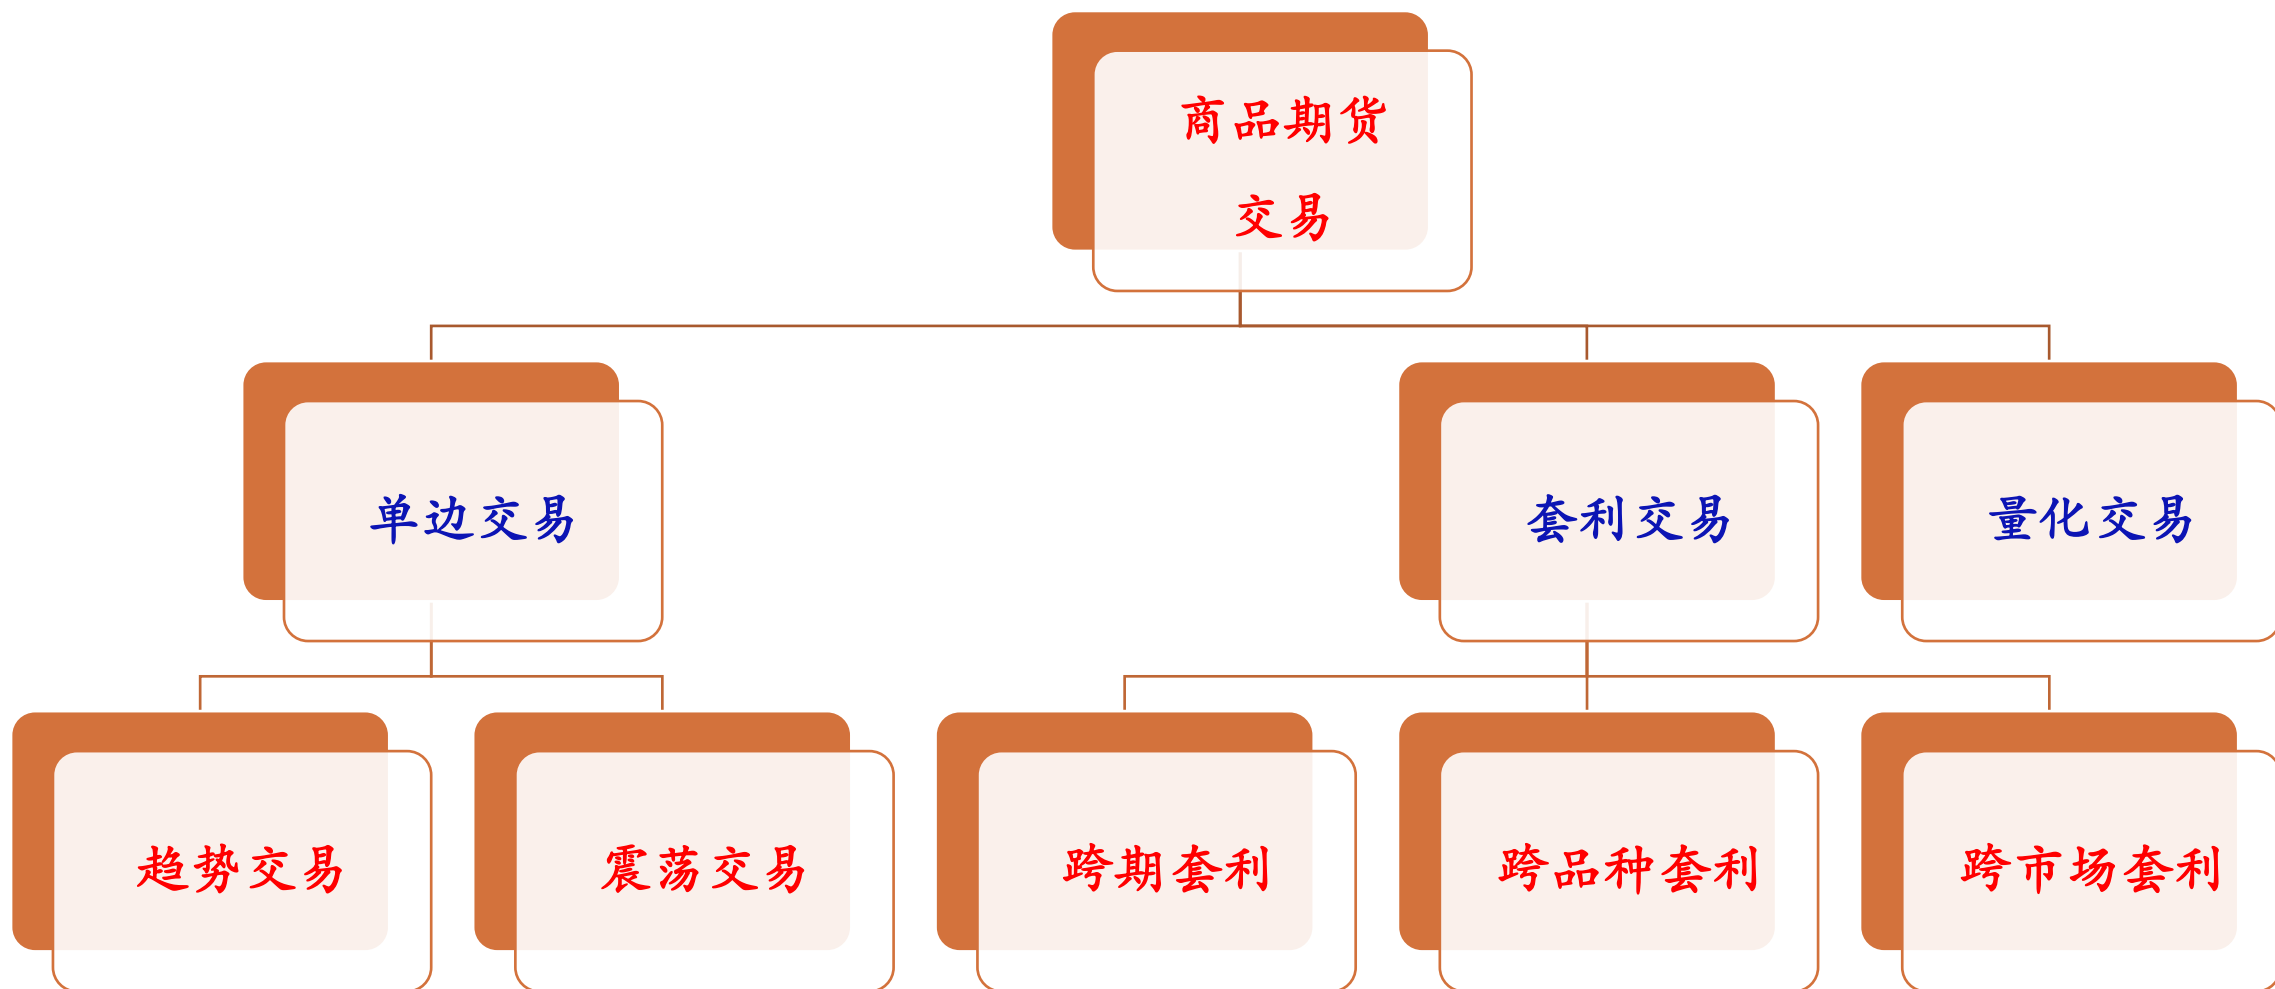 商品期货
交易
单边交易
套利交易
量化交易
趋势交易
震荡交易
跨期套利
跨品种套利
跨市场套利